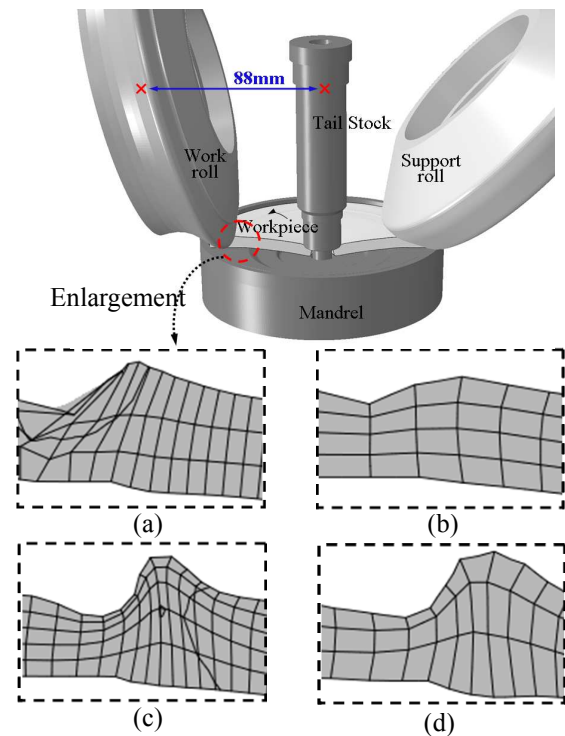 88mm
Tail Stock
Work
roll
Support
roll
Workpiece
Enlargement
Mandrel
(a)
(b)
(c)
(d)